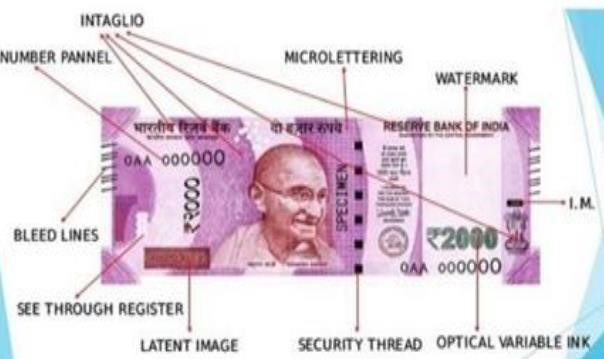 INTAGLIO
NUMBER PANNEL
MICROLETTERING
WATERMARK
भारतीय रिज़र्व बैंक
दो हज़ार रुपये
RESERVE BANK OF INDIA
0AA 000000
₹२०००
SPECIMEN
I.M.
BLEED LINES
₹2000
0AA 000000
SEE THROUGH REGISTER
LATENT IMAGE
SECURITY THREAD
OPTICAL VARIABLE INK